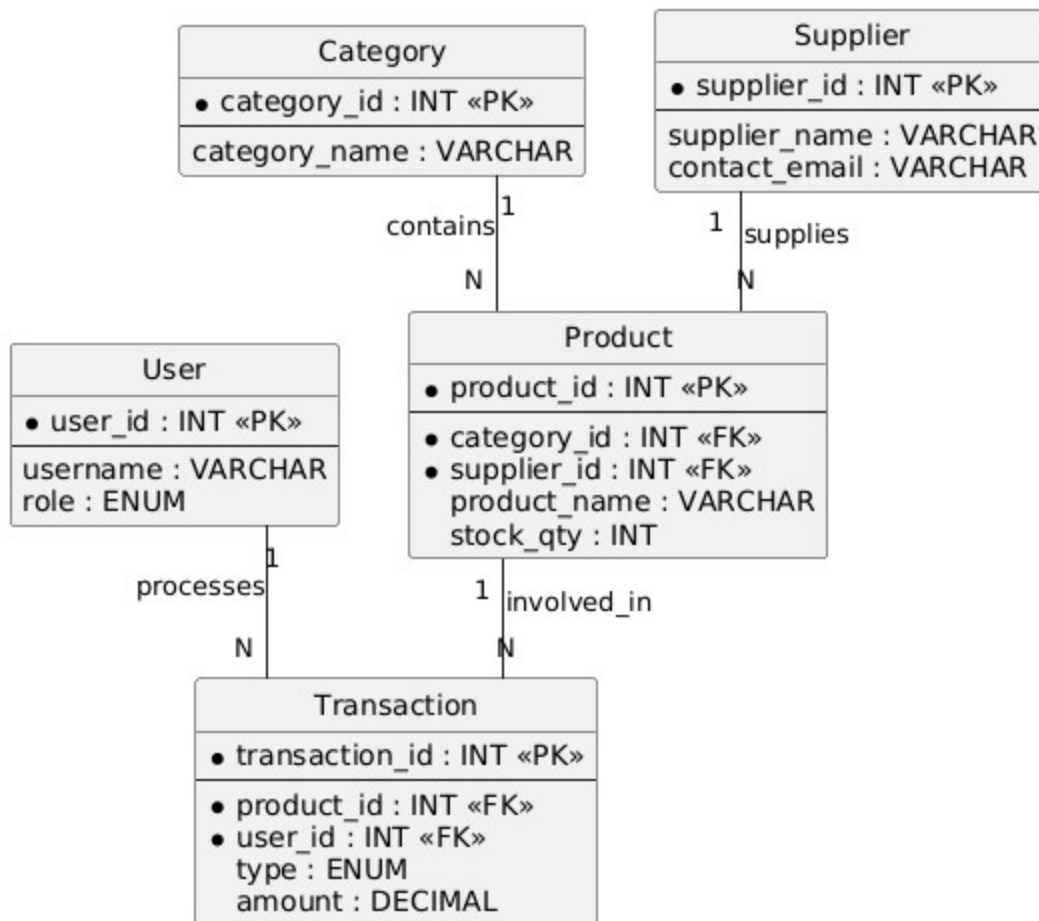 Category
category_id : INT «PK»
category_name : VARCHAR
Supplier
supplier_id : INT «PK»
supplier_name : VARCHAR
contact_email : VARCHAR
1
contains
N
1
supplies
N
Product
product_id : INT «PK»
category_id : INT «FK»
supplier_id : INT «FK»
product_name : VARCHAR
stock_qty : INT
User
user_id : INT «PK»
username : VARCHAR
role : ENUM
1
processes
N
1
involved_in
N
Transaction
transaction_id : INT «PK»
product_id : INT «FK»
user_id : INT «FK»
type : ENUM
amount : DECIMAL